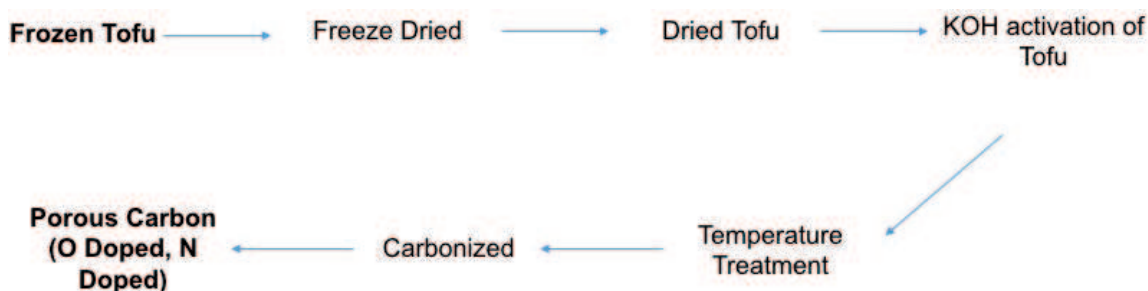 Frozen Tofu
Freeze Dried
Dried Tofu
KOH activation of
Tofu
Temperature
Treatment
Carbonized
Porous Carbon
(O Doped, N
Doped)